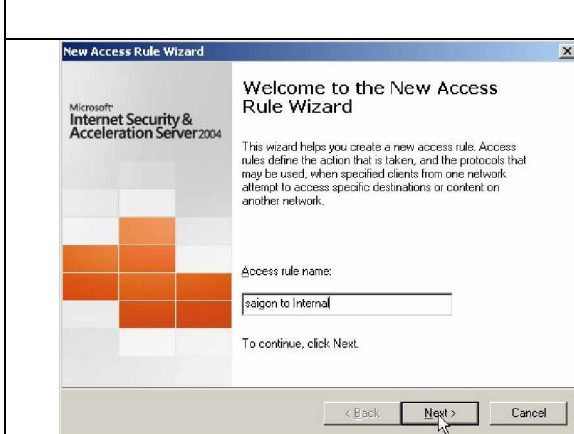 New Access Rule Wizard
Microsoft
Internet Security &
Acceleration Server 2004
Welcome to the New Access
Rule Wizard
This wizard helps you create a new access rule. Access
rules define the action that is taken, and the protocols that
may be used, when specified clients from one network
attempt to access specific destinations or content on
another network.
Access rule name:
saigon to Internal
To continue, click Next.
< Back Next > Cancel